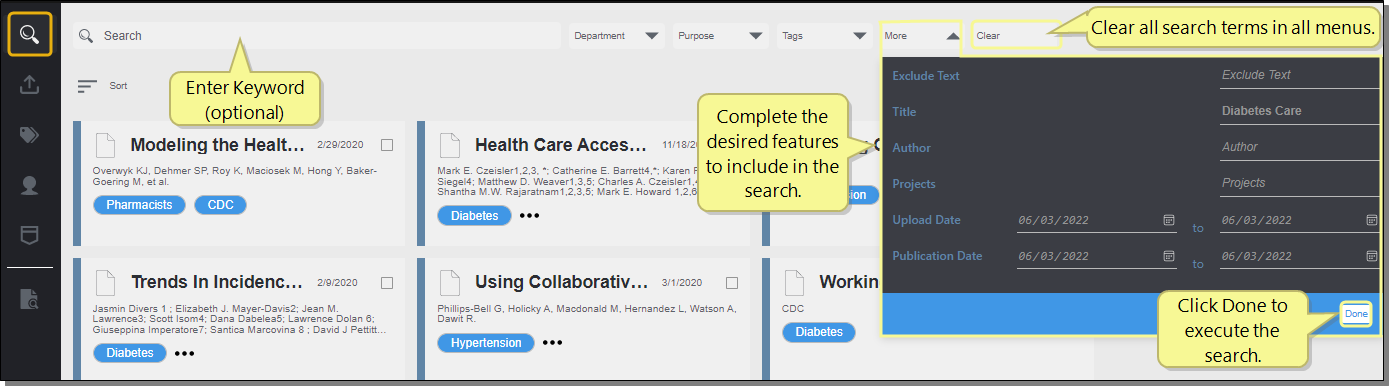 Search
Department
Purpose
Tags
More
Clear
Clear all search terms in all menus.
Sort
Enter Keyword
(optional)
Modeling the Healt...
2/29/2020
Overwyk KJ, Dehmer SP, Roy K, Maciosek M, Hong Y, Baker-
Goering M, et al.
Pharmacists
CDC
Health Care Acces...
11/18/20
Mark E. Czeisler1,2,3, *; Catherine E. Barrett4,*; Karen
Siegel4; Matthew D. Weaver1,3,5; Charles A. Czeisler1,
Shantha M.W. Rajaratnam1,2,3,5; Mark E. Howard 1,2,6
Diabetes
•••
Complete the
desired features
to include in the
search.
Exclude Text
Exclude Text
Title
Diabetes Care
Author
Author
Projects
Projects
Upload Date
06/03/2022
to
06/03/2022
Publication Date
06/03/2022
to
06/03/2022
Click Done to
execute the
search.
Done
Trends In Incidenc...
2/9/2020
Jasmin Divers 1 ; Elizabeth J. Mayer-Davis2; Jean M.
Lawrence3; Scott Isom4; Dana Dabelea5; Lawrence Dolan 6;
Giuseppina Imperatore7; Santica Marcovina 8 ; David J Pettitt...
Diabetes
•••
Using Collaborativ...
3/1/2020
Phillips-Bell G, Holicky A, Macdonald M, Hernandez L, Watson A,
Dawit R.
Hypertension
•••
Workin
CDC
Diabetes